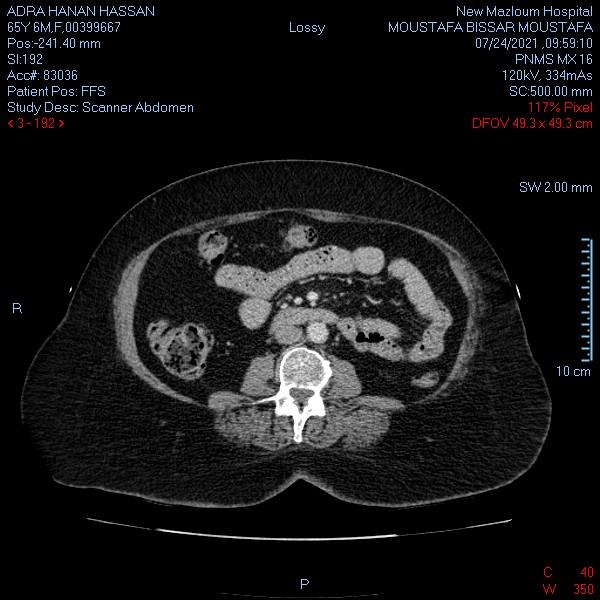 ADRA HANAN HASSAN
65Y 6M,F,00399667
Pos:-241.40 mm
SI:192
Acc#: 83036
Patient Pos: FFS
Study Desc: Scanner Abdomen
< 3 - 192 >
Lossy
New Mazloum Hospital
MOUSTAFA BISSAR MOUSTAFA
07/24/2021 ,09:59:10
PNMS MX 16
120kV, 334mAs
SC:500.00 mm
117% Pixel
DFOV 49.3 x 49.3 cm
SW 2.00 mm
R
10 cm
P
C 40
W 350